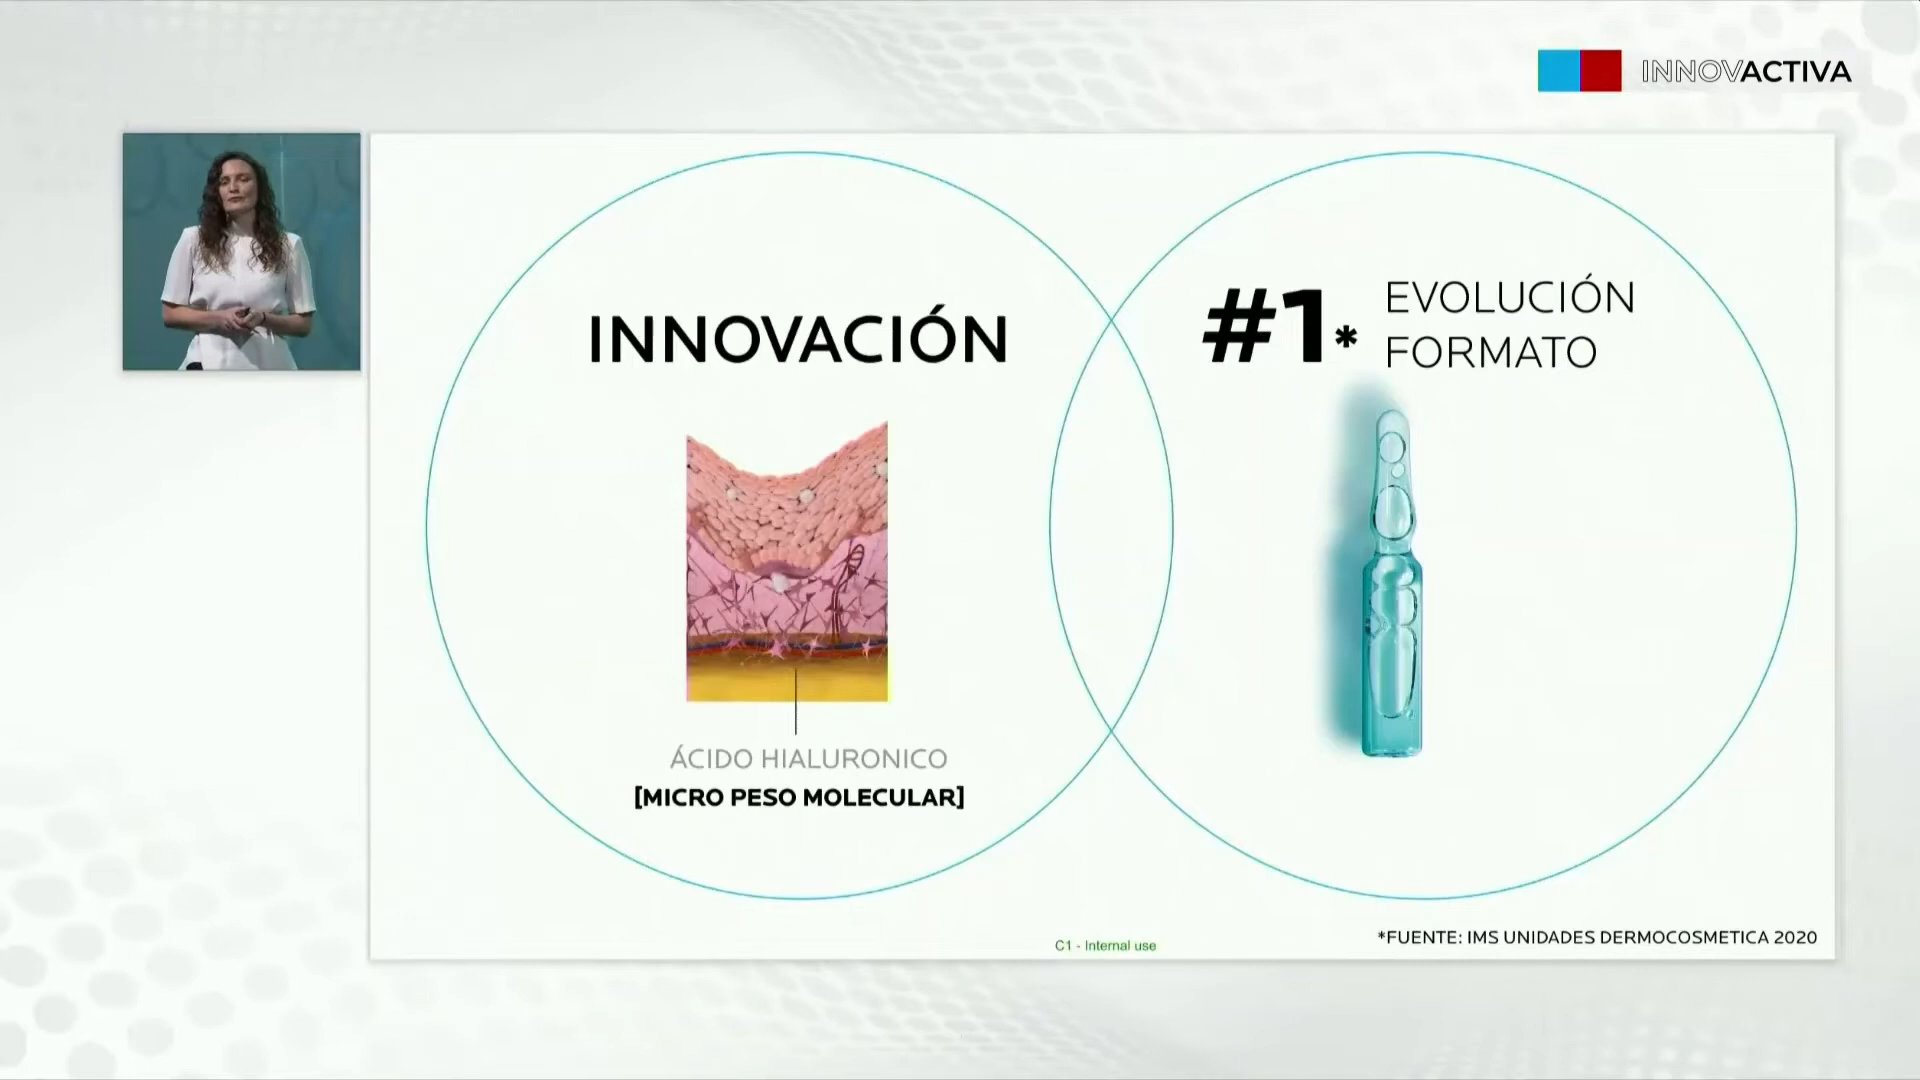 INNOVACTIVA
INNOVACIÓN
#1* EVOLUCIÓN
FORMATO
ÁCIDO HIALURONICO
[MICRO PESO MOLECULAR]
*FUENTE: IMS UNIDADES DERMOCOSMETICA 2020
C1 - Internal use